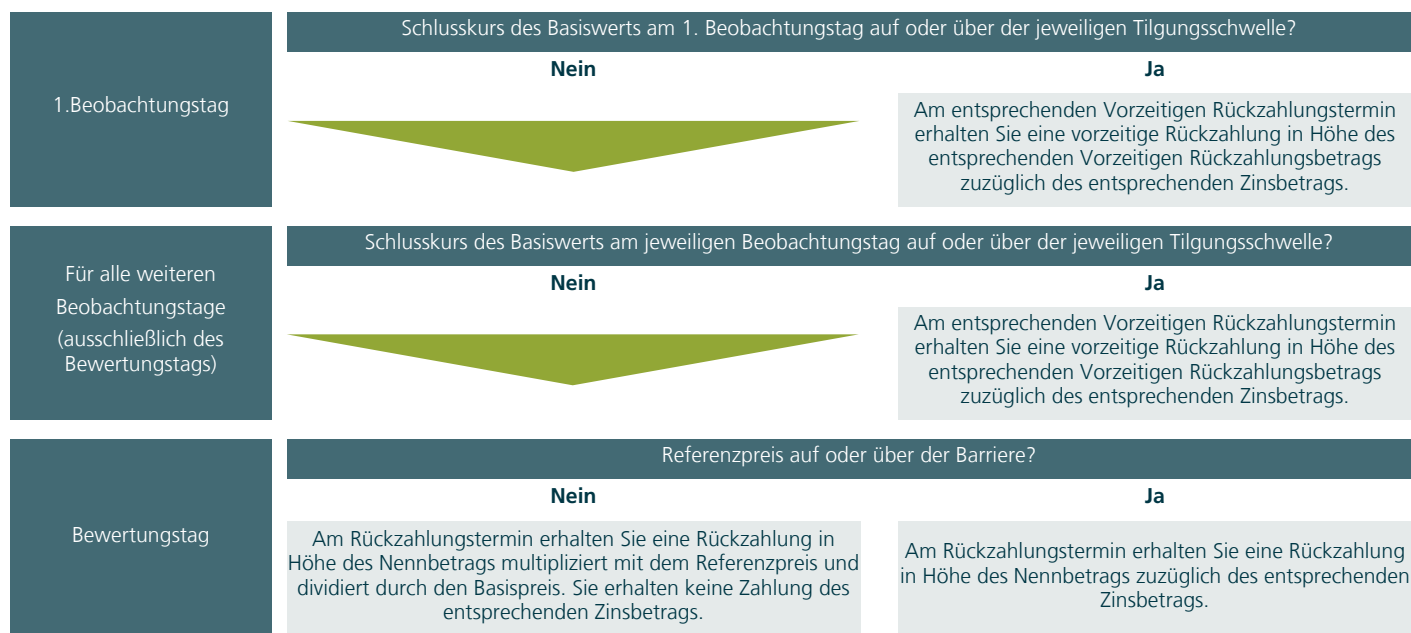 1.Beobachtungstag
Schlusskurs des Basiswerts am 1. Beobachtungstag auf oder über der jeweiligen Tilgungsschwelle?
Nein
Ja
Am entsprechenden Vorzeitigen Rückzahlungstermin
erhalten Sie eine vorzeitige Rückzahlung in Höhe des
entsprechenden Vorzeitigen Rückzahlungsbetrags
zuzüglich des entsprechenden Zinsbetrags.
Für alle weiteren
Beobachtungstage
(ausschließlich des
Bewertungstags)
Schlusskurs des Basiswerts am jeweiligen Beobachtungstag auf oder über der jeweiligen Tilgungsschwelle?
Nein
Ja
Am entsprechenden Vorzeitigen Rückzahlungstermin
erhalten Sie eine vorzeitige Rückzahlung in Höhe des
entsprechenden Vorzeitigen Rückzahlungsbetrags
zuzüglich des entsprechenden Zinsbetrags.
Bewertungstag
Referenzpreis auf oder über der Barriere?
Nein
Am Rückzahlungstermin erhalten Sie eine Rückzahlung in
Höhe des Nennbetrags multipliziert mit dem Referenzpreis und
dividiert durch den Basispreis. Sie erhalten keine Zahlung des
entsprechenden Zinsbetrags.
Ja
Am Rückzahlungstermin erhalten Sie eine Rückzahlung
in Höhe des Nennbetrags zuzüglich des entsprechenden
Zinsbetrags.